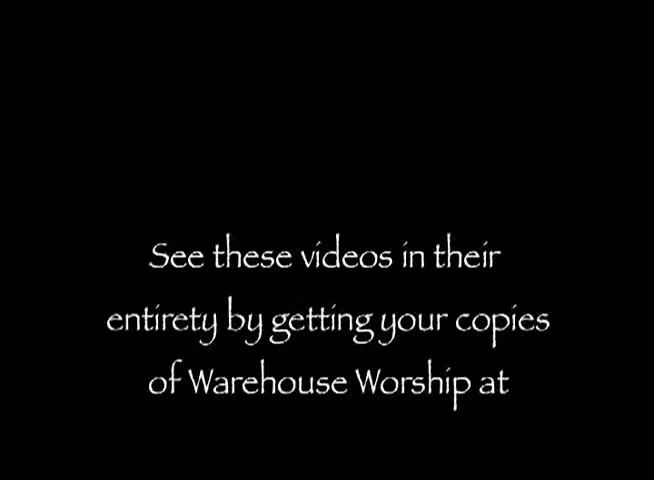 See these videos in their
entirety by getting your copies
of Warehouse Worship at